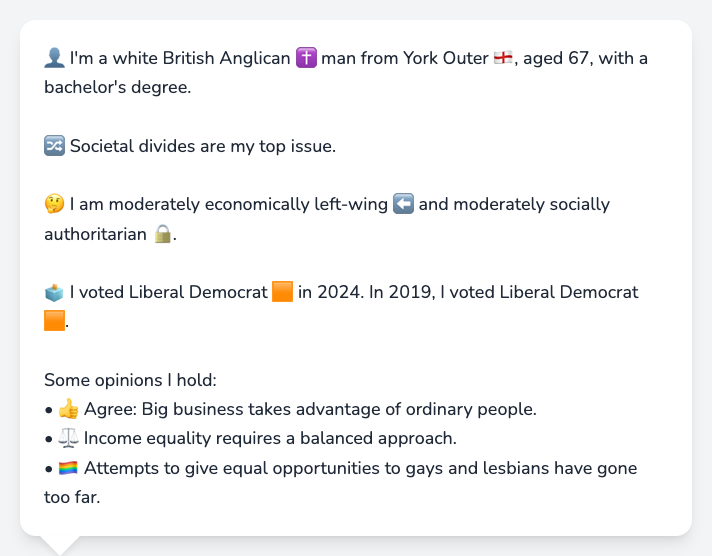 👤 I'm a white British Anglican ✝️ man from York Outer 🏴󠁧󠁢󠁥󠁮󠁧󠁿, aged 67, with a
bachelor's degree.
🔀 Societal divides are my top issue.
🤔 I am moderately economically left-wing ⬅️ and moderately socially
authoritarian 🔒.
🗳️ I voted Liberal Democrat 🟧 in 2024. In 2019, I voted Liberal Democrat
🟧.
Some opinions I hold:
• 👍 Agree: Big business takes advantage of ordinary people.
• ⚖️ Income equality requires a balanced approach.
• 🏳️‍🌈 Attempts to give equal opportunities to gays and lesbians have gone
too far.